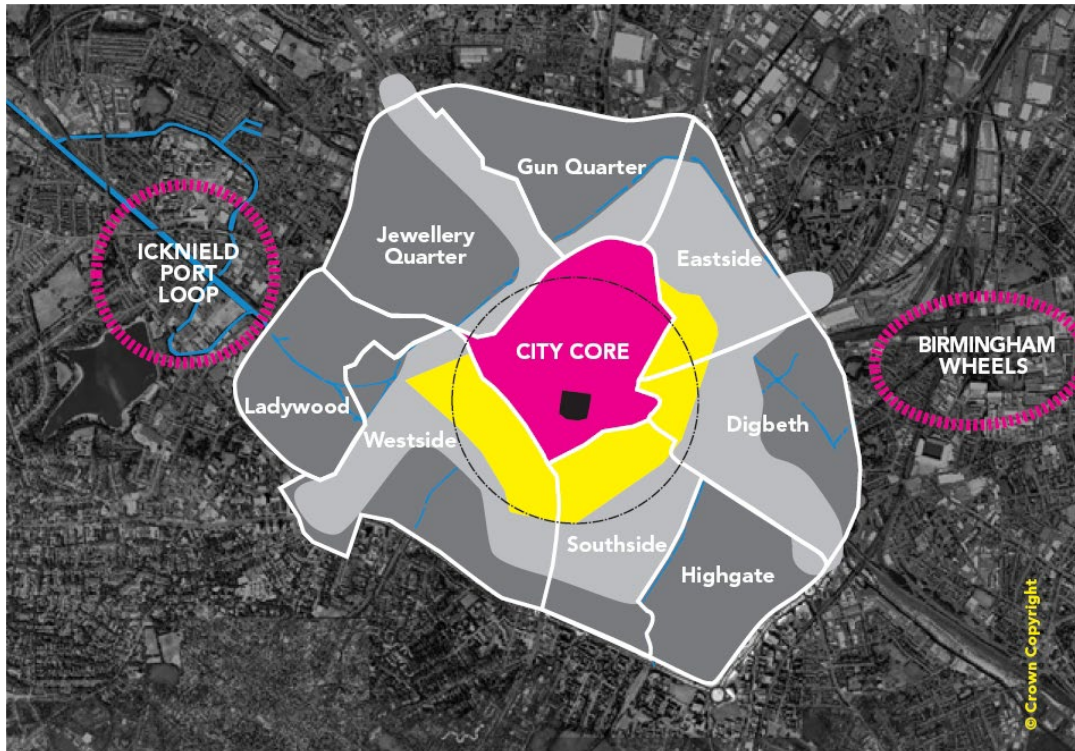 Gun Quarter
Jewellery
Quarter
Eastside
ICKNIELD
PORT
LOOP
CITY CORE
BIRMINGHAM
WHEELS
Ladywood
Westside
Digbeth
Southside
Highgate
© Crown Copyright